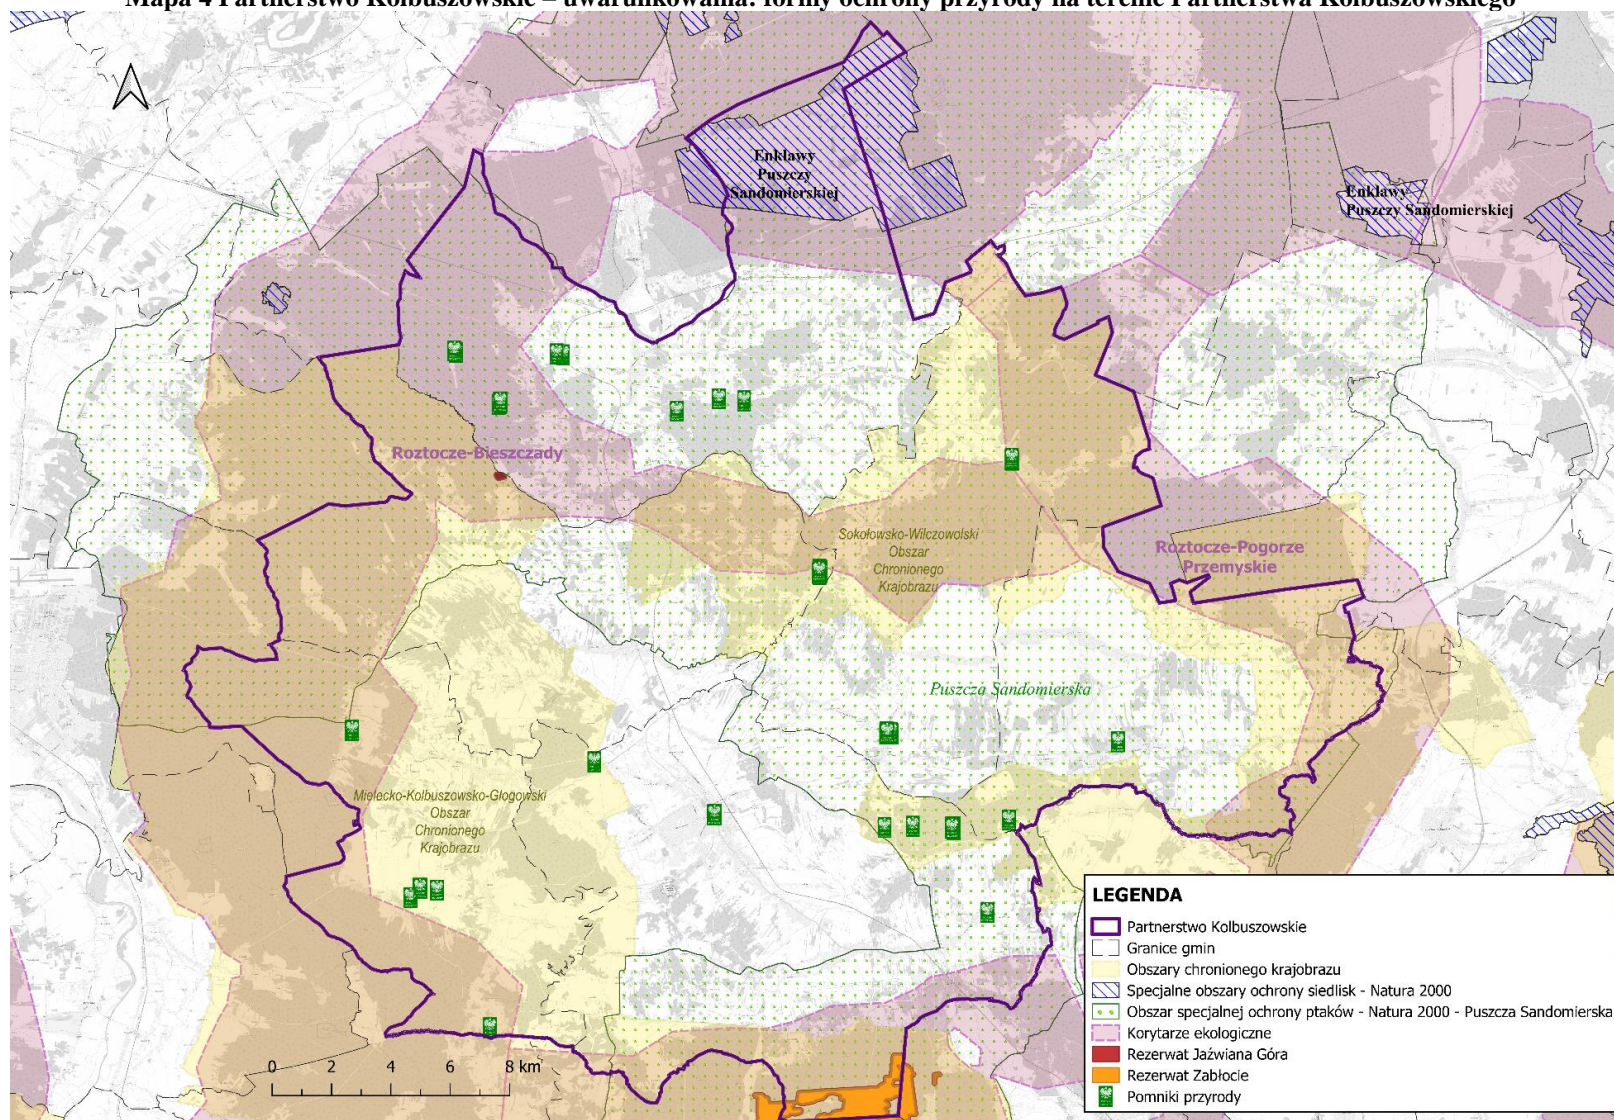 Mapa 4 Partnerstwo Kolbuszowskie – uwarunkowania: formy ochrony przyrody na terenie Partnerstwa Kolbuszowskiego
Enklawy
Puszczy
Sandomierskiej
Enklawy
Puszczy Sandomierskiej
Roztocze-Bieszczady
Sokołowsko-Wilczowolski
Obszar
Chronionego
Krajobrazu
Roztocze-Pogorze
Przemyskie
Puszcza Sandomierska
Mielecko-Kolbuszowsko-Głogowski
Obszar
Chronionego
Krajobrazu
0 2 4 6 8 km
LEGENDA
Partnerstwo Kolbuszowskie
Granice gmin
Obszary chronionego krajobrazu
Specjalne obszary ochrony siedlisk - Natura 2000
Obszar specjalnej ochrony ptaków - Natura 2000 - Puszcza Sandomierska
Korytarze ekologiczne
Rezerwat Jaźwiana Góra
Rezerwat Zabłocie
Pomniki przyrody